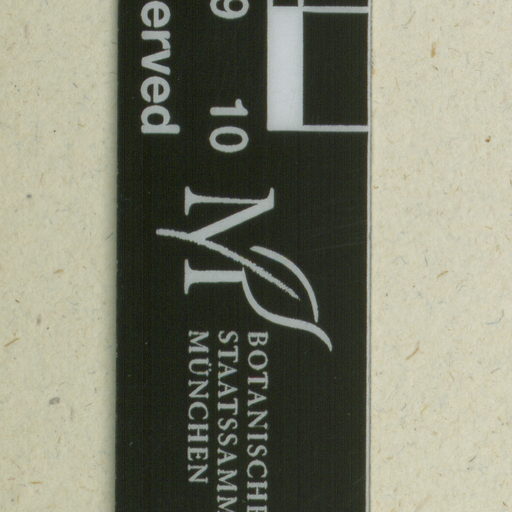 9 10
erved
BOTANISCHE
STAATSSAMM
MÜNCHEN